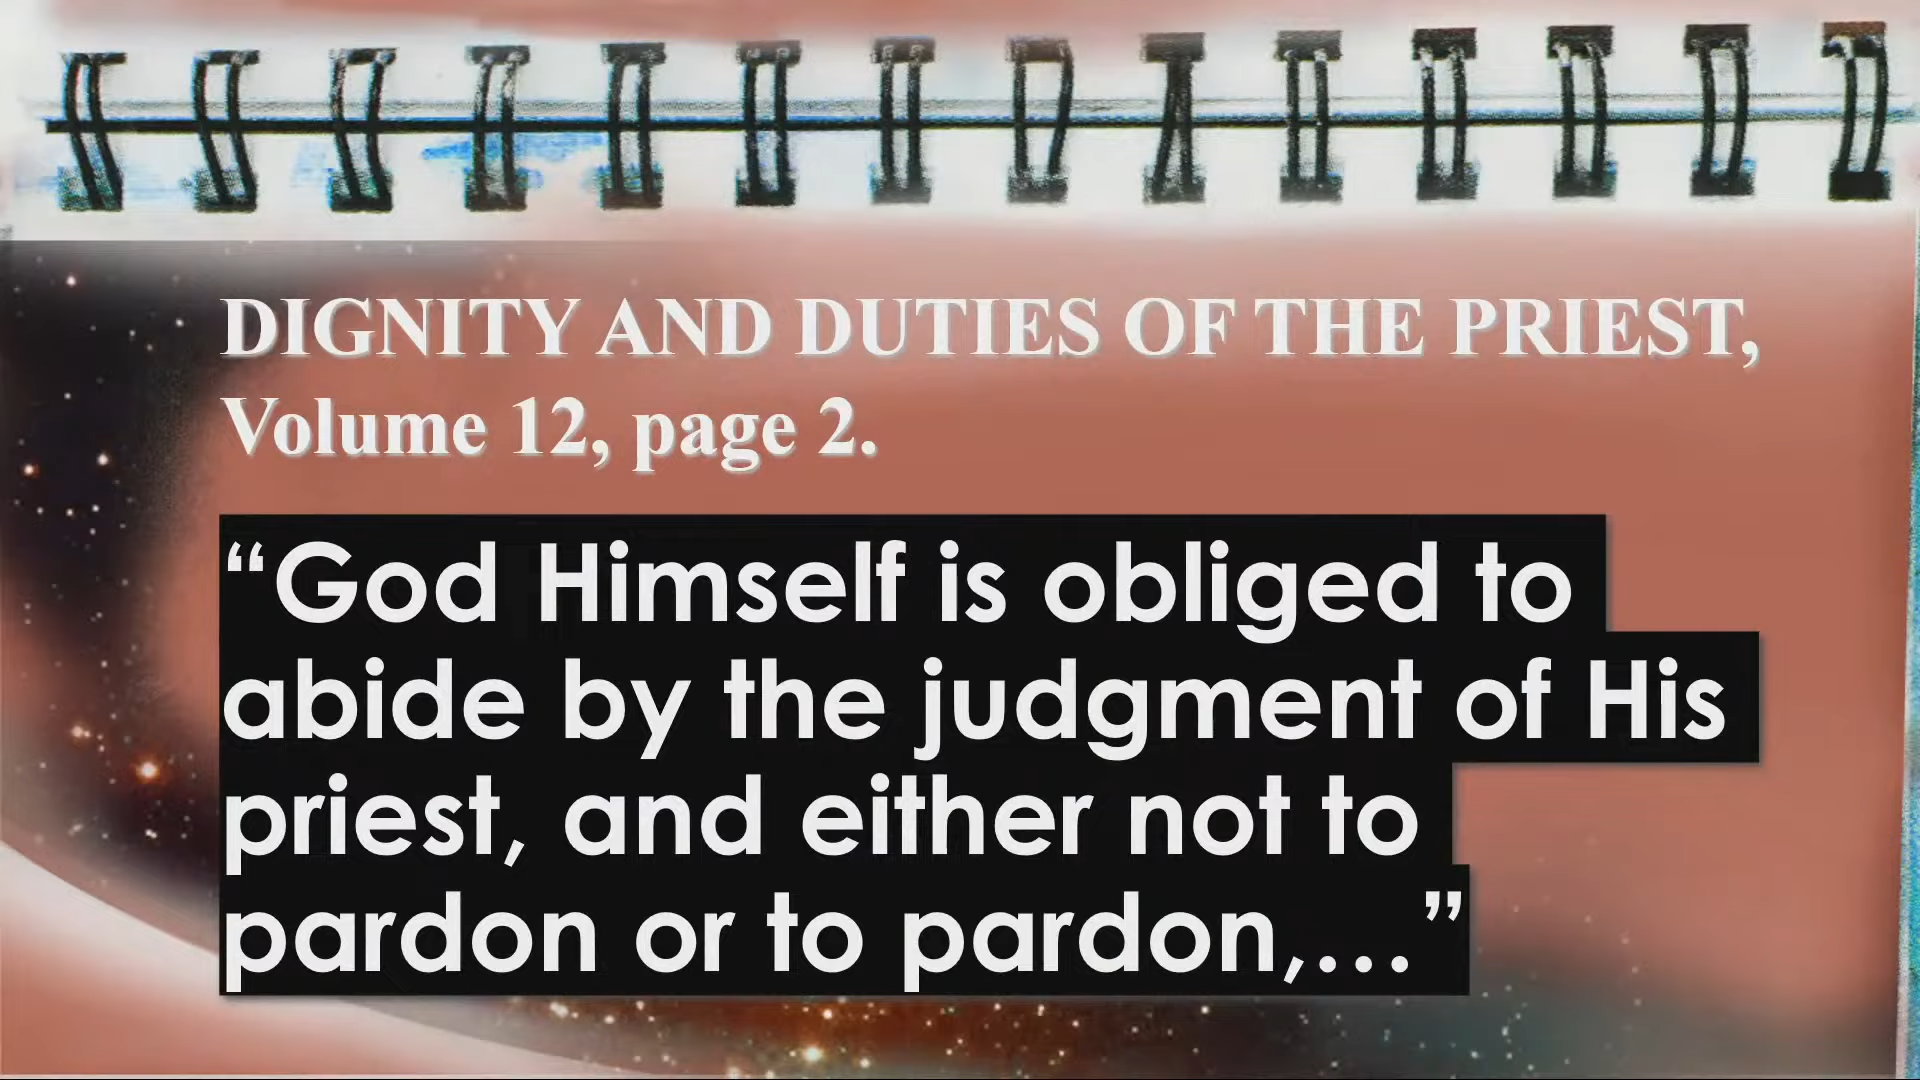 DIGNITY AND DUTIES OF THE PRIEST,
Volume 12, page 2.
“God Himself is obliged to
abide by the judgment of His
priest, and either not to
pardon or to pardon,…”